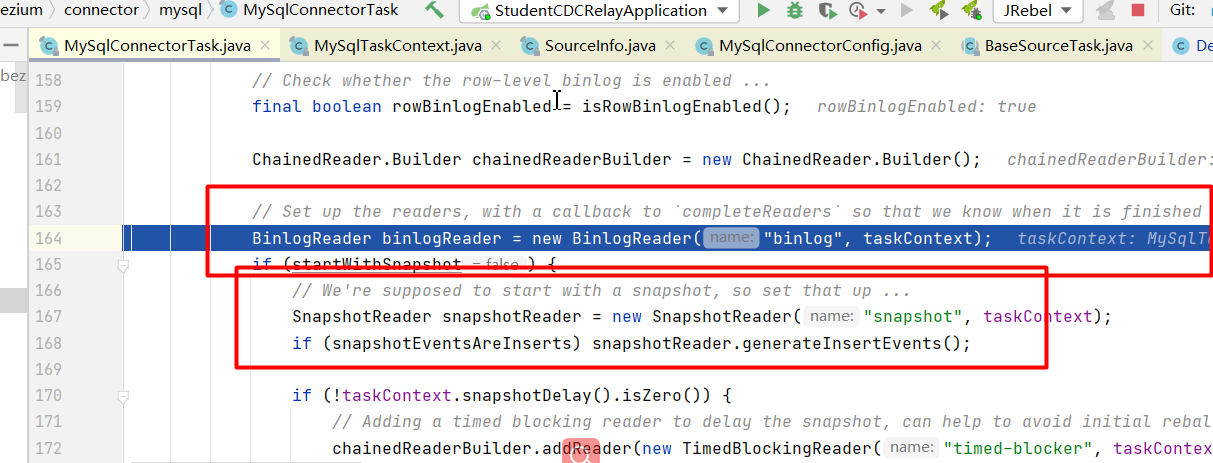 ezium connector mysql MySqlConnectorTask StudentCDCRelayApplication JRebel Git:
MySqlConnectorTask.java MySqlTaskContext.java SourceInfo.java MySqlConnectorConfig.java BaseSourceTask.java De
bez
158 // Check whether the row-level binlog is enabled ...
159 final boolean rowBinlogEnabled = isRowBinlogEnabled(); rowBinlogEnabled: true
160
161 ChainedReader.Builder chainedReaderBuilder = new ChainedReader.Builder(); chainedReaderBuilder:
162
163 // Set up the readers, with a callback to `completeReaders` so that we know when it is finished
164 BinlogReader binlogReader = new BinlogReader( name: "binlog", taskContext); taskContext: MySqlTa
165 if (startWithSnapshot = false ) {
166 // We're supposed to start with a snapshot, so set that up ...
167 SnapshotReader snapshotReader = new SnapshotReader( name: "snapshot", taskContext);
168 if (snapshotEventsAreInserts) snapshotReader.generateInsertEvents();
169
170 if (!taskContext.snapshotDelay().isZero()) {
171 // Adding a timed blocking reader to delay the snapshot, can help to avoid initial rebal
172 chainedReaderBuilder.addReader(new TimedBlockingReader( name: "timed-blocker", taskContex